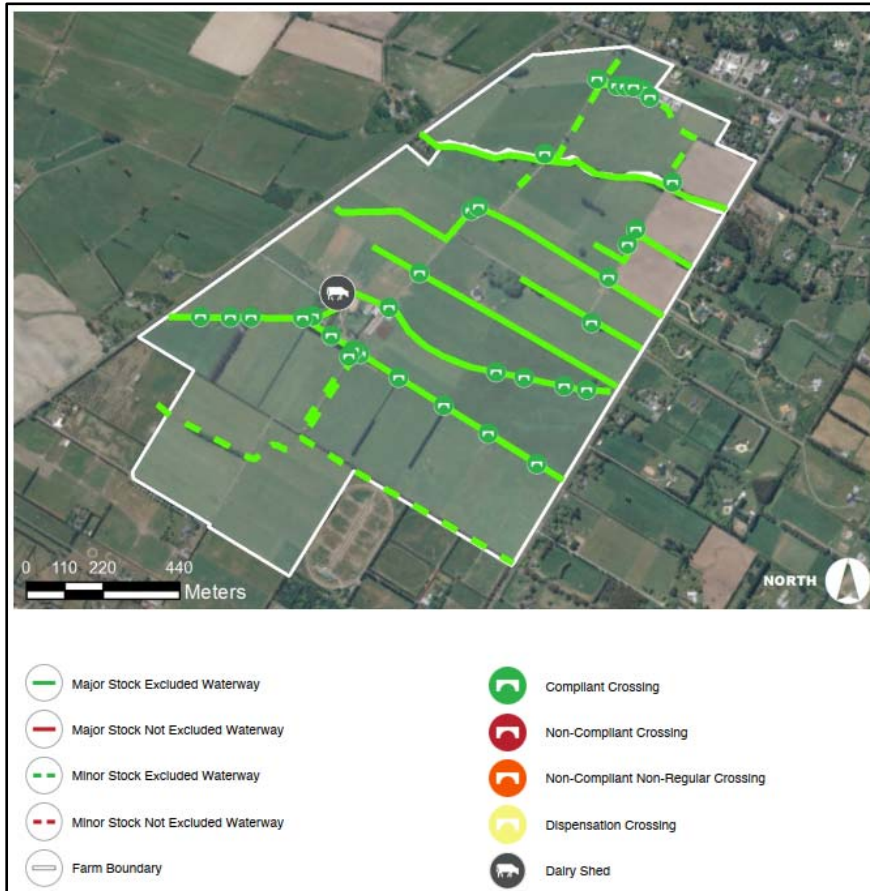 0 110 220 440
Meters
NORTH
Major Stock Excluded Waterway
Major Stock Not Excluded Waterway
Minor Stock Excluded Waterway
Minor Stock Not Excluded Waterway
Farm Boundary
Compliant Crossing
Non-Compliant Crossing
Non-Compliant Non-Regular Crossing
Dispensation Crossing
Dairy Shed